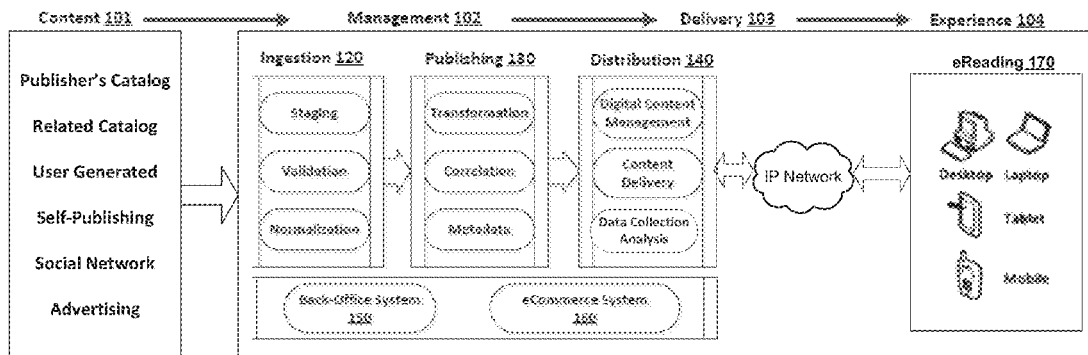 Content 101
Management 102
Delivery 103
Experience 104
Publisher's Catalog
Related Catalog
User Generated
Self-Publishing
Social Network
Advertising
Ingestion 120
Staging
Validation
Normalization
Publishing 130
Transformation
Correlation
Metadata
Distribution 140
Digital Content
Management
Content
Delivery
Data Collection
Analysis
Back-Office System
150
eCommerce System
160
IP Network
eReading 170
Desktop
Laptop
Tablet
Mobile